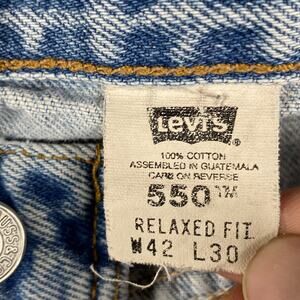 Levi's®
100% COTTON
ASSEMBLED IN GUATEMALA
CARE ON REVERSE
550™
RELAXED FIT
W42 L30